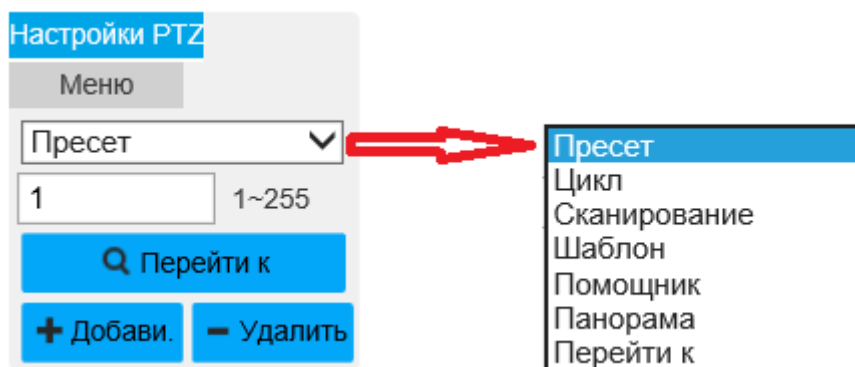 Настройки PTZ
Меню
Пресет
1
1~255
Перейти к
Добави.
Удалить
Пресет
Цикл
Сканирование
Шаблон
Помощник
Панорама
Перейти к